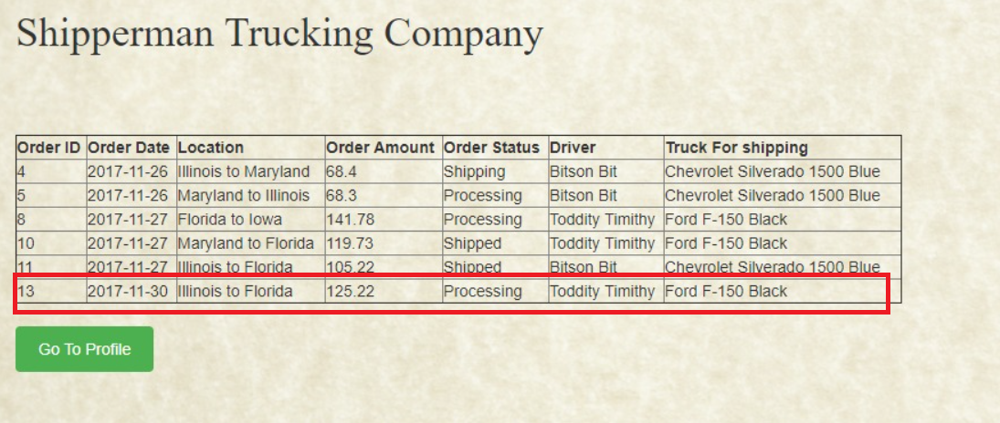 Shipperman Trucking Company
Order ID Order Date Location Order Amount Order Status Driver Truck For shipping
4 2017-11-26 Illinois to Maryland 68.4 Shipping Bitson Bit Chevrolet Silverado 1500 Blue
5 2017-11-26 Maryland to Illinois 68.3 Processing Bitson Bit Chevrolet Silverado 1500 Blue
8 2017-11-27 Florida to Iowa 141.78 Processing Toddity Timithy Ford F-150 Black
10 2017-11-27 Maryland to Florida 119.73 Shipped Toddity Timithy Ford F-150 Black
11 2017-11-27 Illinois to Florida 105.22 Shipped Bitson Bit Chevrolet Silverado 1500 Blue
13 2017-11-30 Illinois to Florida 125.22 Processing Toddity Timithy Ford F-150 Black
Go To Profile